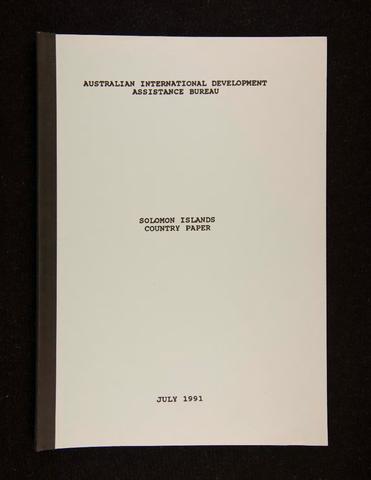 AUSTRALIAN INTERNATIONAL DEVELOPMENT
ASSISTANCE BUREAU
SOLOMON ISLANDS
COUNTRY PAPER
JULY 1991